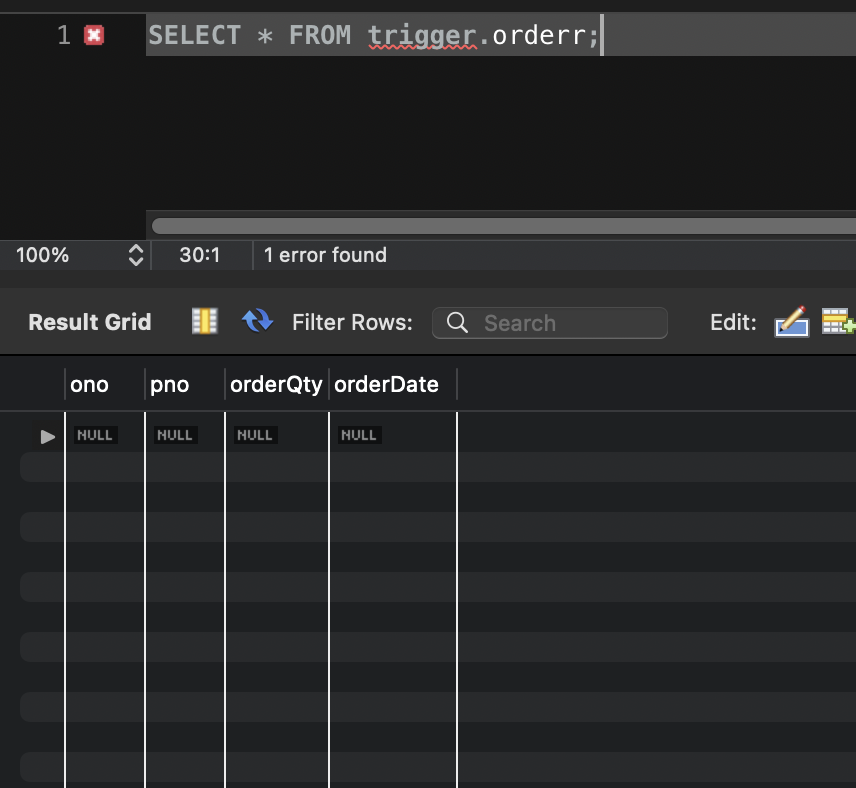 1 SELECT * FROM trigger.orderr;
100% 30:1 1 error found
Result Grid Filter Rows: Search Edit:
ono pno orderQty orderDate
NULL NULL NULL NULL